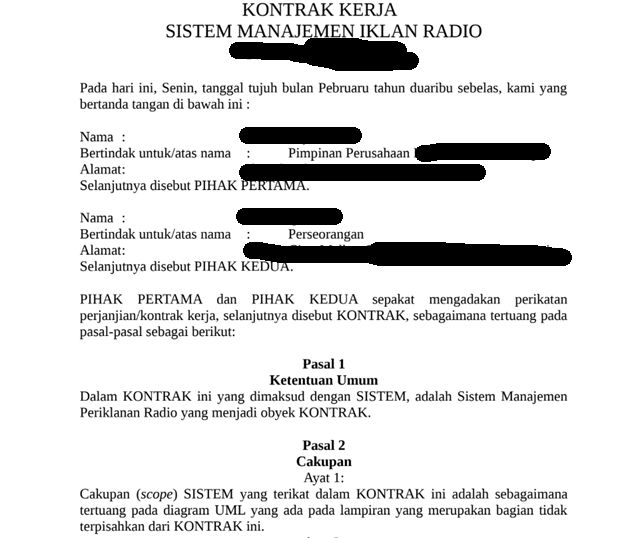 KONTRAK KERJA
SISTEM MANAJEMEN IKLAN RADIO
Pada hari ini, Senin, tanggal tujuh bulan Pebruaru tahun duaribu sebelas, kami yang
bertanda tangan di bawah ini :
Nama :
Bertindak untuk/atas nama : Pimpinan Perusahaan
Alamat:
Selanjutnya disebut PIHAK PERTAMA.
Nama :
Bertindak untuk/atas nama : Perseorangan
Alamat:
Selanjutnya disebut PIHAK KEDUA.
PIHAK PERTAMA dan PIHAK KEDUA sepakat mengadakan perikatan
perjanjian/kontrak kerja, selanjutnya disebut KONTRAK, sebagaimana tertuang pada
pasal-pasal sebagai berikut:
Pasal 1
Ketentuan Umum
Dalam KONTRAK ini yang dimaksud dengan SISTEM, adalah Sistem Manajemen
Periklanan Radio yang menjadi obyek KONTRAK.
Pasal 2
Cakupan
Ayat 1:
Cakupan (scope) SISTEM yang terikat dalam KONTRAK ini adalah sebagaimana
tertuang pada diagram UML yang ada pada lampiran yang merupakan bagian tidak
terpisahkan dari KONTRAK ini.